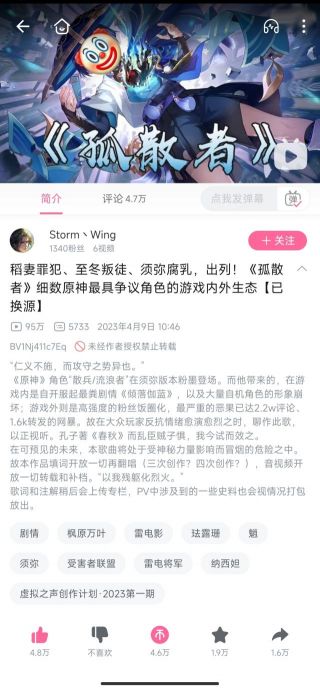 《孤散者》
简介
评论 4.7万
点我发弹幕
弹
Storm丶Wing
1340粉丝 6视频
+ 关注
稻妻罪犯、至冬叛徒、须弥腐乳，出列！《孤散
者》细数原神最具争议角色的游戏内外生态【已
换源】
95万 5733 2023年4月9日 10:46
BV1Nj411c7Eq 未经作者授权禁止转载
“仁义不施，而攻守之势异也。”
《原神》角色“散兵/流浪者”在须弥版本粉墨登场。而他带来的，在游
戏内是自开服起最粪剧情《倾落伽蓝》，以及大量自机角色的形象崩
坏；游戏外则是高强度的粉丝饭圈化，最严重的恶果已达2.2w评论、
1.6k转发的网暴。故在大众玩家反抗情绪愈演愈烈之时，聊作此歌，
以正视听。孔子著《春秋》而乱臣贼子惧，我今试而效之。
在可预见的未来，本歌曲将处于受神秘力量影响而冒烟的危险之中。
故本作品填词开放一切再翻唱（三次创作？四次创作？），音视频开
放一切转载和补档。“以我残躯化烈火。”
歌词和注解稍后会上传专栏，PV中涉及到的一些史料也会视情况打包
放出。
剧情
枫原万叶
雷电影
珐露珊
魈
须弥
受害者联盟
雷电将军
纳西妲
虚拟之声创作计划·2023第一期
4.8万
不喜欢
4.6万
1.9万
1.6万